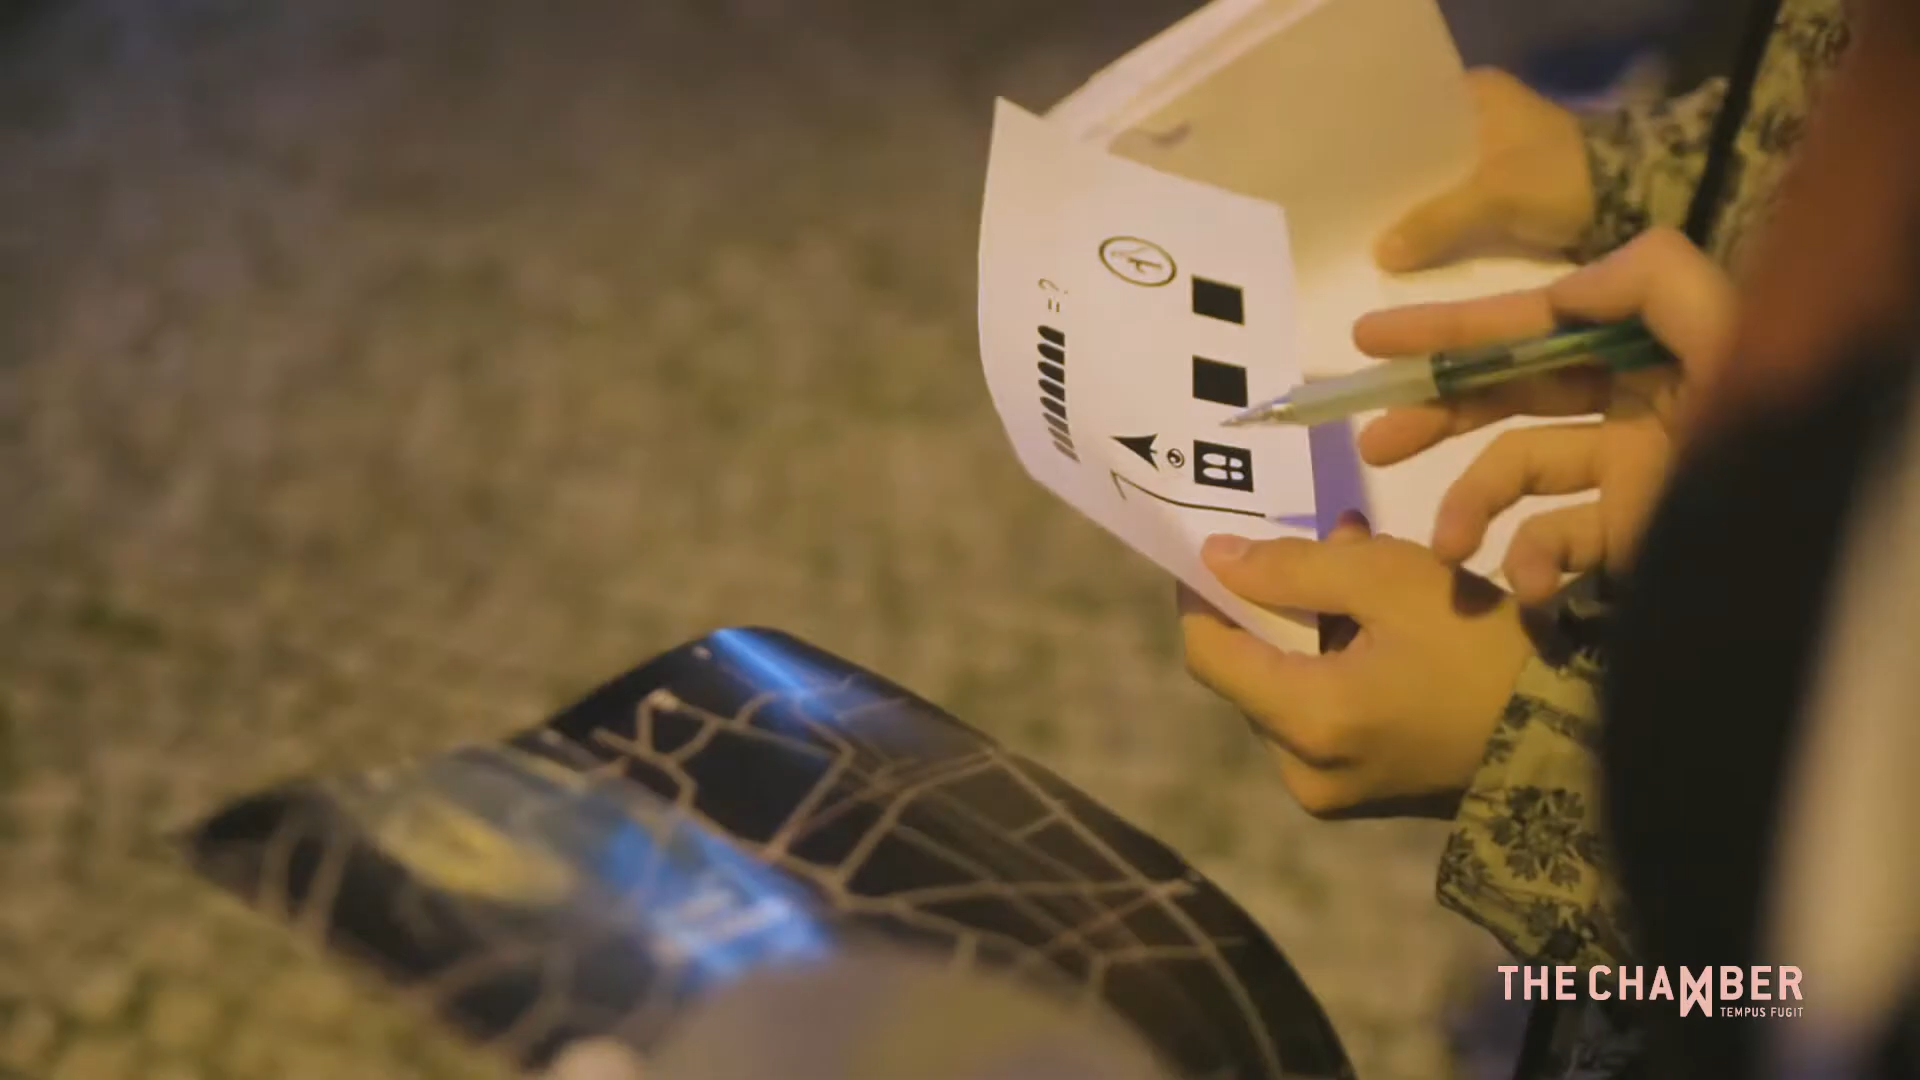 = ?
THE CHAMBER
TEMPUS FUGIT